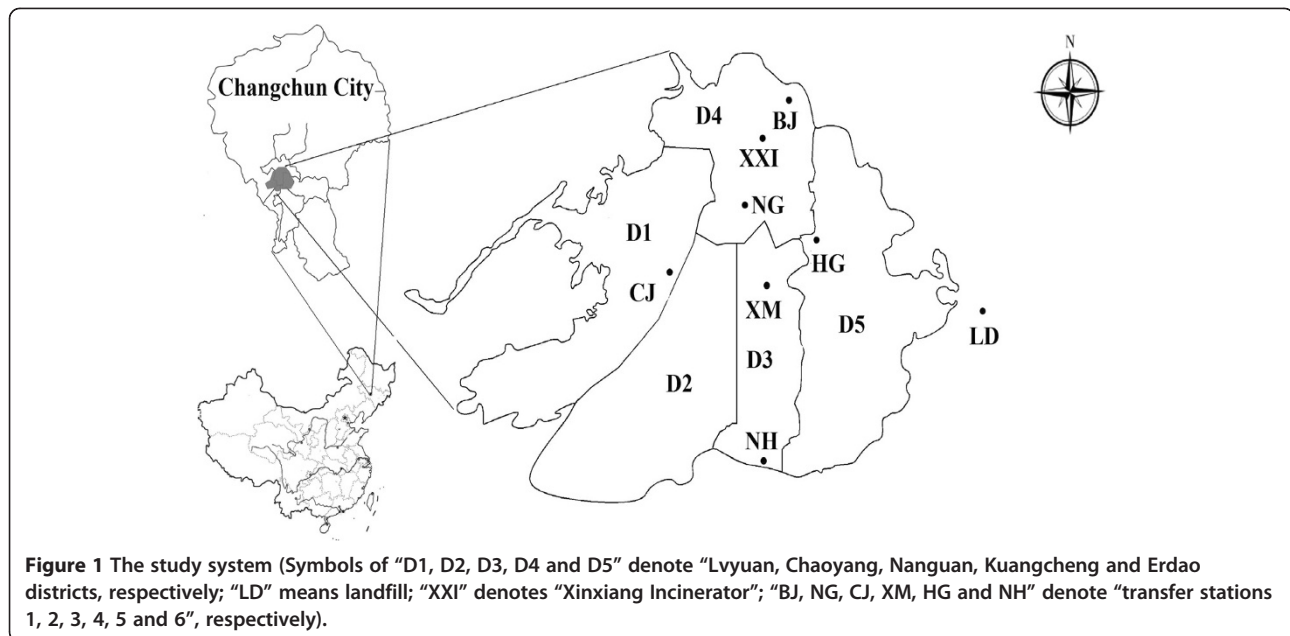 N
Changchun City
D4
BJ
XXI
NG
D1
HG
CJ
XM
D5
LD
D3
D2
NH
Figure 1 The study system (Symbols of “D1, D2, D3, D4 and D5” denote “Lvyuan, Chaoyang, Nanguan, Kuangcheng and Erdao
districts, respectively; “LD” means landfill; “XXI” denotes “Xinxiang Incinerator”; “BJ, NG, CJ, XM, HG and NH” denote “transfer stations
1, 2, 3, 4, 5 and 6”, respectively).